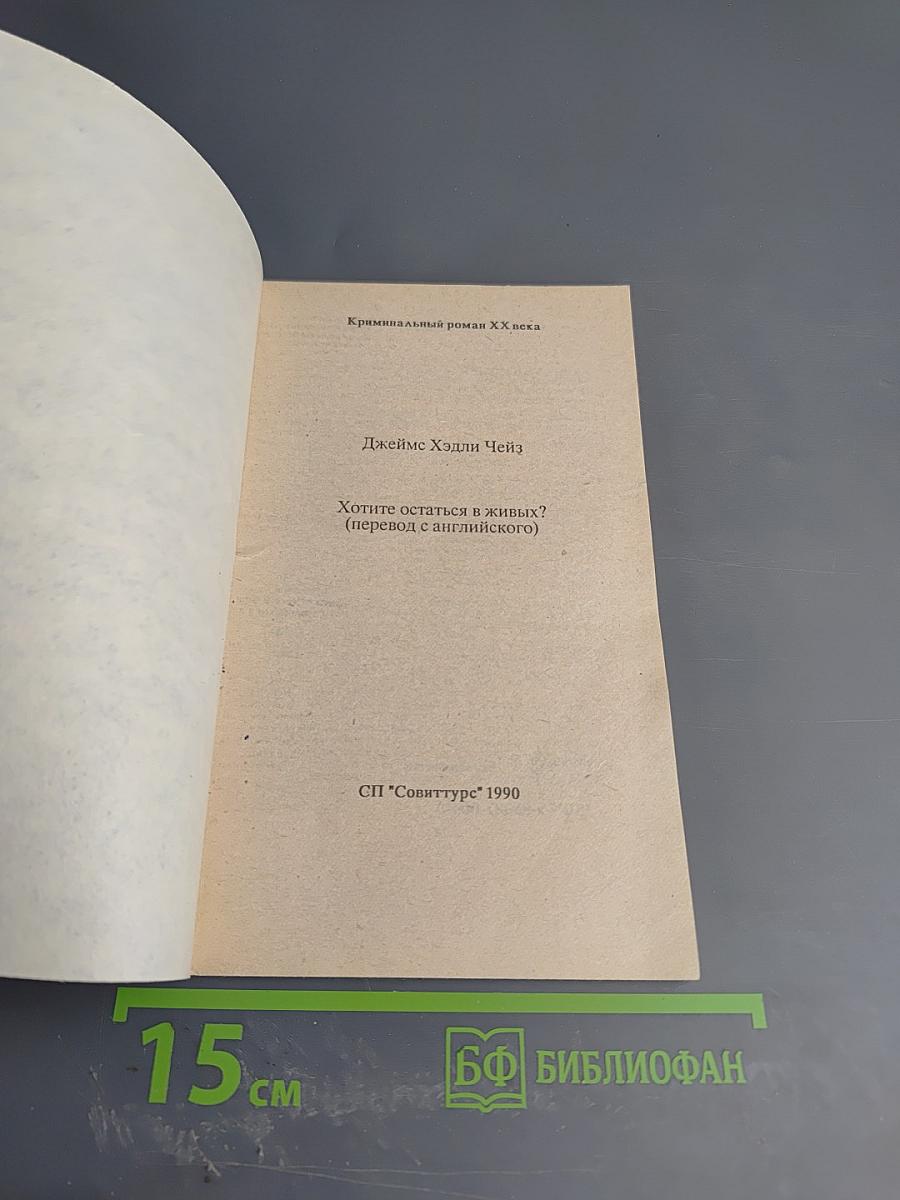 Криминальный роман XX века
Джеймс Хэдли Чейз
Хотите остаться в живых?
(перевод с английского)
СП "Совиттурс" 1990
15 см
БФ БИБЛИОФАН